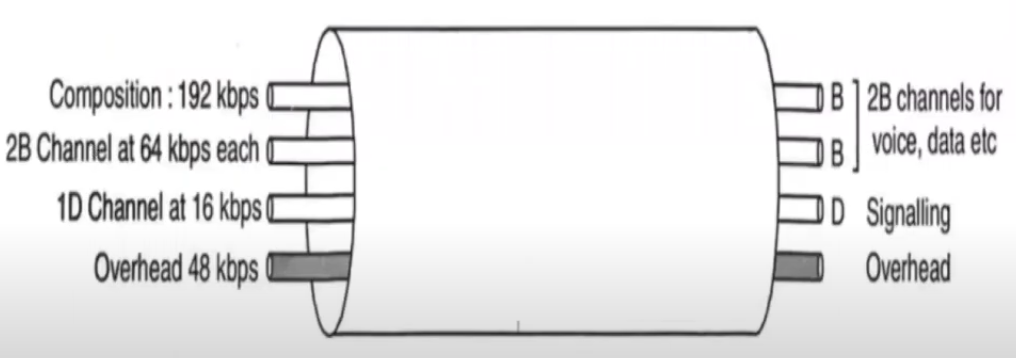 Composition : 192 kbps
2B Channel at 64 kbps each
1D Channel at 16 kbps
Overhead 48 kbps
B
B
2B channels for
voice, data etc
D Signalling
Overhead